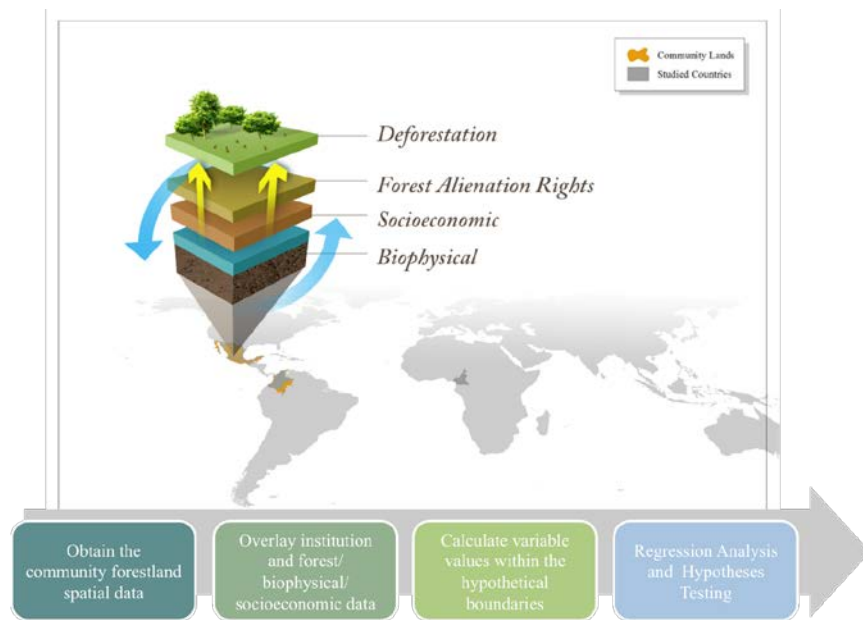 Community Lands
Studied Countries
Deforestation
Forest Alienation Rights
Socioeconomic
Biophysical
Obtain the
community forestland
spatial data
Overlay institution
and forest/
biophysical/
socioeconomic data
Calculate variable
values within the
hypothetical
boundaries
Regression Analysis
and Hypotheses
Testing